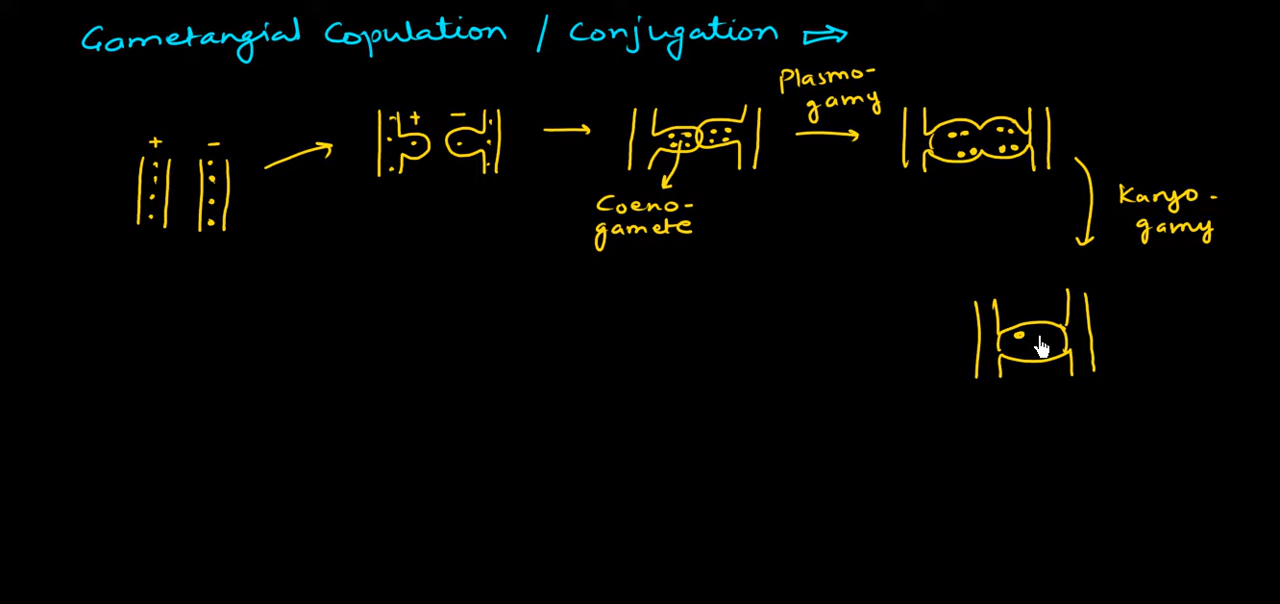 Gametangial Copulation / Conjugation ⇒
Plasmo-
gamy
+ -
+ -
Coeno-
gamete
Karyo-
gamy